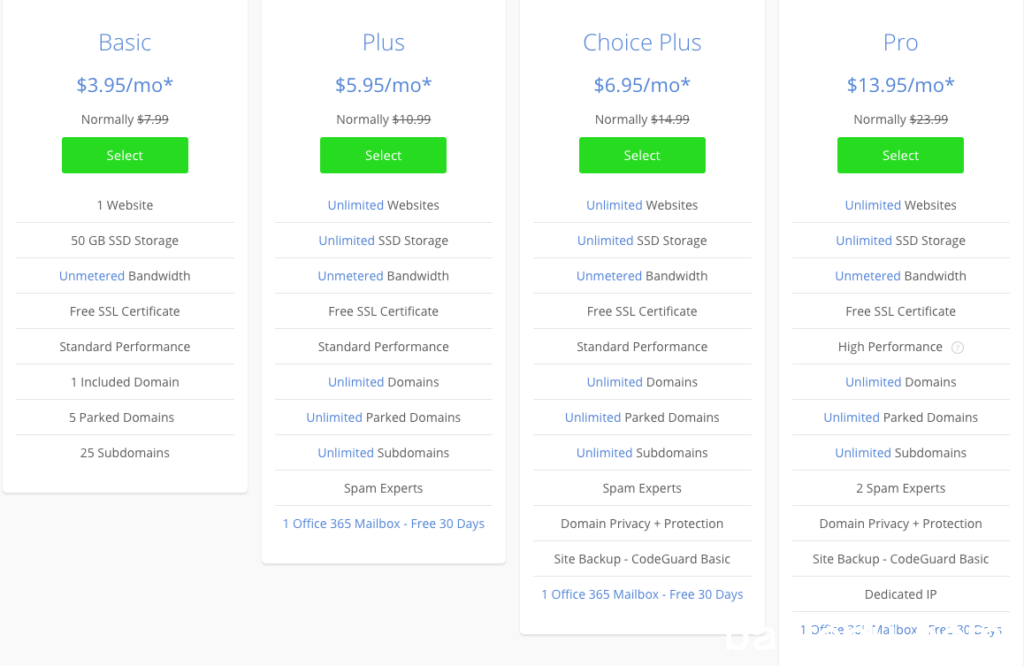 Basic
$3.95/mo*
Normally $7.99
Select
1 Website
50 GB SSD Storage
Unmetered Bandwidth
Free SSL Certificate
Standard Performance
1 Included Domain
5 Parked Domains
25 Subdomains
Plus
$5.95/mo*
Normally $10.99
Select
Unlimited Websites
Unlimited SSD Storage
Unmetered Bandwidth
Free SSL Certificate
Standard Performance
Unlimited Domains
Unlimited Parked Domains
Unlimited Subdomains
Spam Experts
1 Office 365 Mailbox - Free 30 Days
Choice Plus
$6.95/mo*
Normally $14.99
Select
Unlimited Websites
Unlimited SSD Storage
Unmetered Bandwidth
Free SSL Certificate
Standard Performance
Unlimited Domains
Unlimited Parked Domains
Unlimited Subdomains
Spam Experts
Domain Privacy + Protection
Site Backup - CodeGuard Basic
1 Office 365 Mailbox - Free 30 Days
Pro
$13.95/mo*
Normally $23.99
Select
Unlimited Websites
Unlimited SSD Storage
Unmetered Bandwidth
Free SSL Certificate
High Performance ?
Unlimited Domains
Unlimited Parked Domains
Unlimited Subdomains
2 Spam Experts
Domain Privacy + Protection
Site Backup - CodeGuard Basic
Dedicated IP
1 Office 365 Mailbox - Free 30 Days